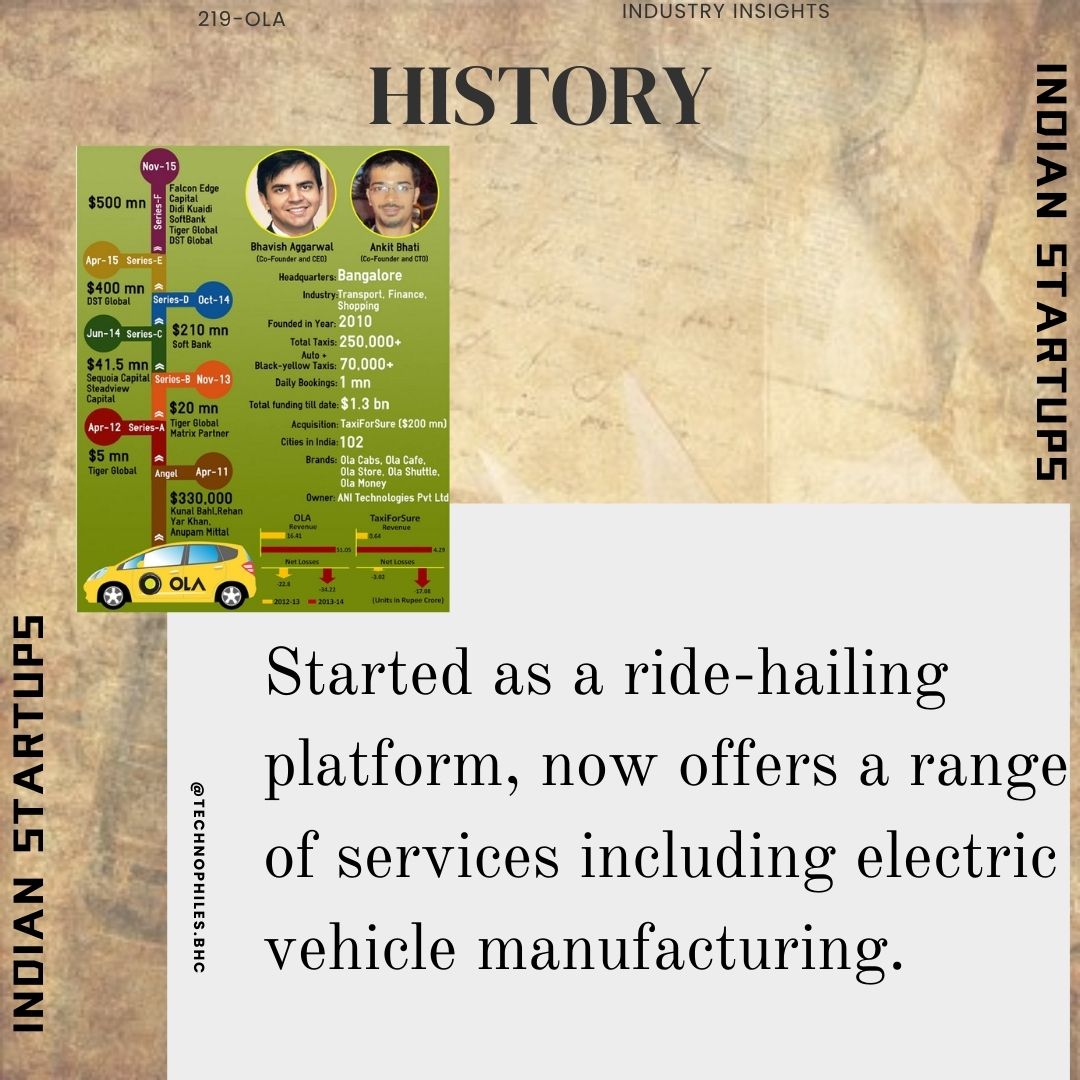 219-OLA
INDUSTRY INSIGHTS
HISTORY
INDIAN STARTUPS
Nov-15
Series-F
$500 mn
Falcon Edge
Capital
Didi Kuaidi
SoftBank
Tiger Global
DST Global
Apr-15 Series-E
$400 mn
DST Global
Series-D Oct-14
$210 mn
Soft Bank
Jun-14 Series-C
$41.5 mn
Sequoia Capital
Steadview
Capital
Series-B Nov-13
$20 mn
Tiger Global
Matrix Partner
Apr-12 Series-A
$5 mn
Tiger Global
Angel Apr-11
$330,000
Kunal Bahl,Rehan
Yar Khan,
Anupam Mittal
OLA
Bhavish Aggarwal
(Co-Founder and CEO)
Ankit Bhati
(Co-Founder and CTO)
Headquarters: Bangalore
Industry: Transport, Finance,
Shopping
Founded in Year: 2010
Total Taxis: 250,000+
Auto +
Black-yellow Taxis: 70,000+
Daily Bookings: 1 mn
Total funding till date: $1.3 bn
Acquisition: TaxiForSure ($200 mn)
Cities in India: 102
Brands: Ola Cabs, Ola Cafe,
Ola Store, Ola Shuttle,
Ola Money
Owner: ANI Technologies Pvt Ltd
OLA
Revenue
16.41
51.05
Net Losses
-22.8
-34.22
TaxiForSure
Revenue
0.64
4.29
Net Losses
-3.02
-17.08
2012-13 2013-14
(Units in Rupee Crore)
INDIAN STARTUPS
@TECHNOPHILES.BHC
Started as a ride-hailing
platform, now offers a range
of services including electric
vehicle manufacturing.